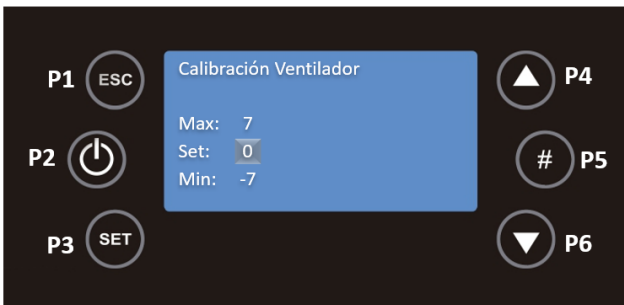 P1 ESC
Calibración Ventilador
P4
Max: 7
P2
Set: 0
# P5
Min: -7
P3 SET
P6